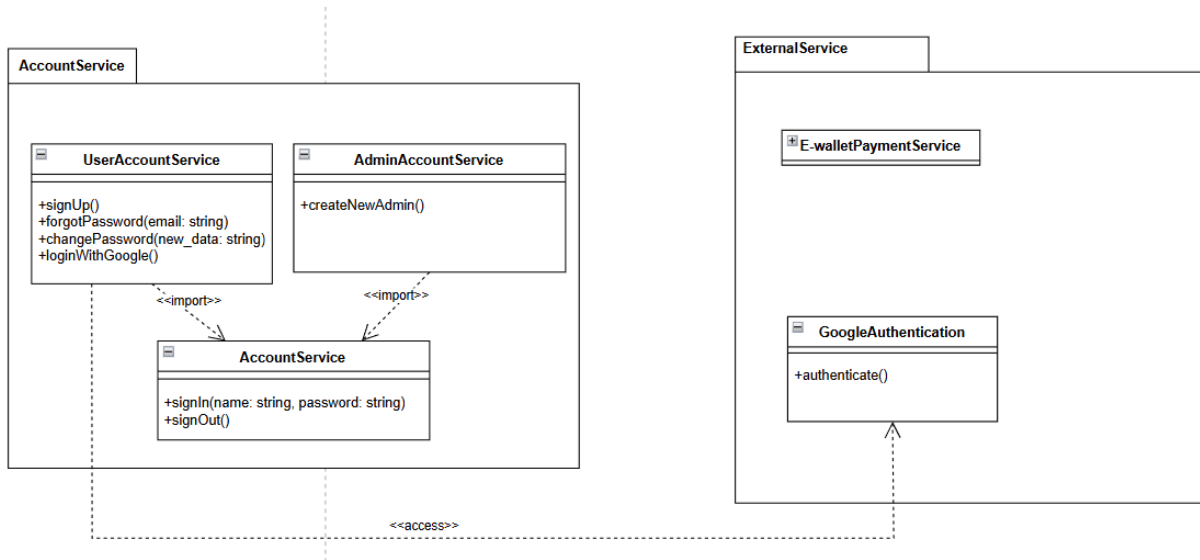 AccountService
UserAccountService
+signUp()
+forgotPassword(email: string)
+changePassword(new_data: string)
+loginWithGoogle()
AdminAccountService
+createNewAdmin()
<<import>>
<<import>>
AccountService
+signIn(name: string, password: string)
+signOut()
<<access>>
ExternalService
E-walletPaymentService
GoogleAuthentication
+authenticate()